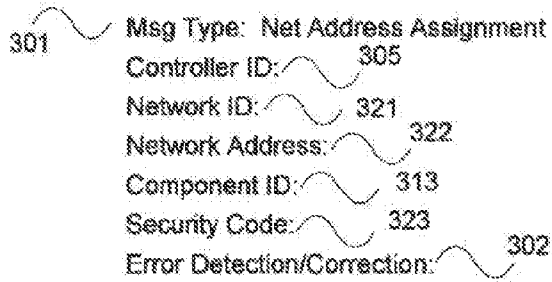 301 Msg Type: Net Address Assignment
Controller ID: 305
Network ID: 321
Network Address: 322
Component ID: 313
Security Code: 323
Error Detection/Correction: 302